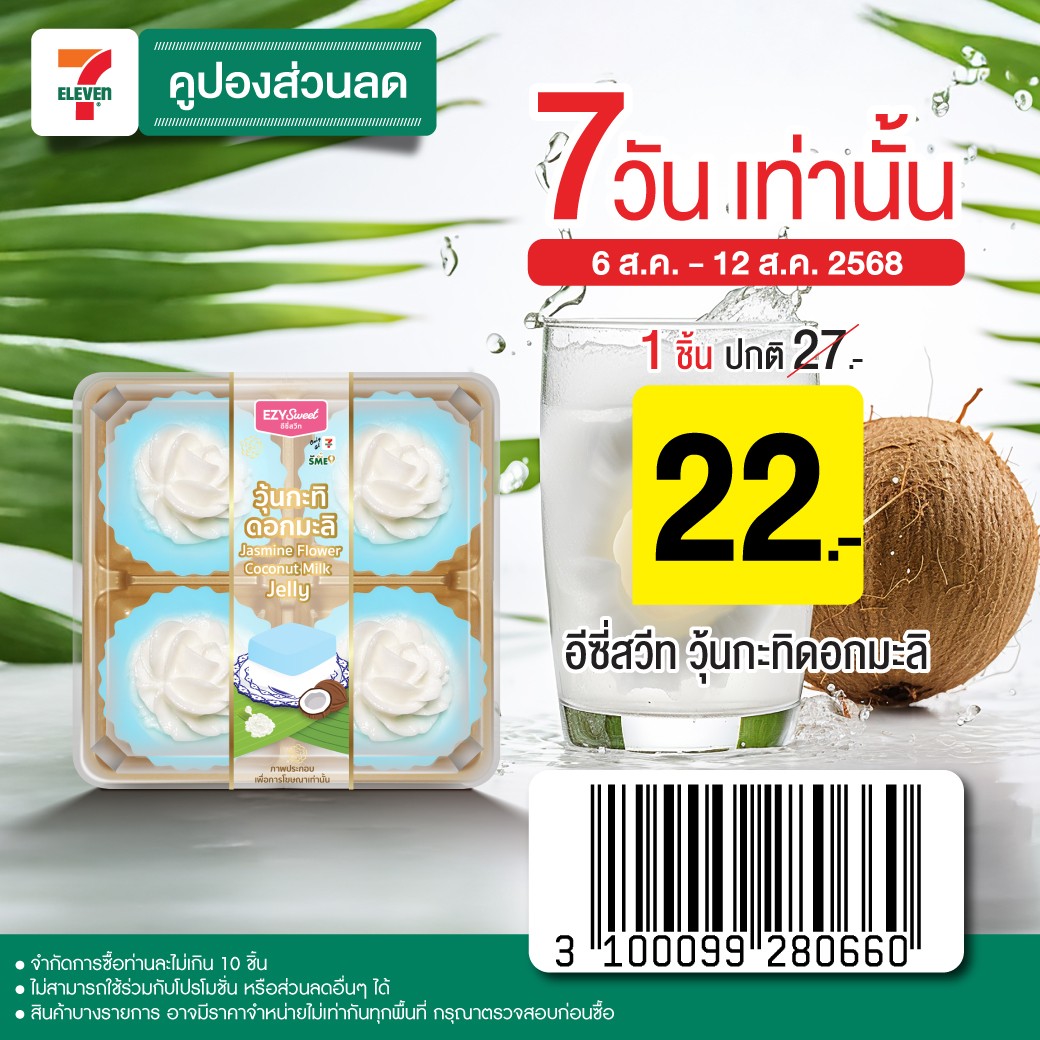 7
ELEVEN
®
คูปองส่วนลด
7วัน เท่านั้น
6 ส.ค. - 12 ส.ค. 2568
1 ชิ้น ปกติ 27.-
22.-
อีซี่สวีท วุ้นกะทิดอกมะลิ
EZY Sweet
อีซี่สวีท
Only at 7
SME
วุ้นกะทิ
ดอกมะลิ
Jasmine Flower
Coconut Milk
Jelly
ภาพประกอบ
เพื่อการโฆษณาเท่านั้น
3 100099 280660
• จำกัดการซื้อท่านละไม่เกิน 10 ชิ้น
• ไม่สามารถใช้ร่วมกับโปรโมชั่น หรือส่วนลดอื่นๆ ได้
• สินค้าบางรายการ อาจมีราคาจำหน่ายไม่เท่ากันทุกพื้นที่ กรุณาตรวจสอบก่อนซื้อ